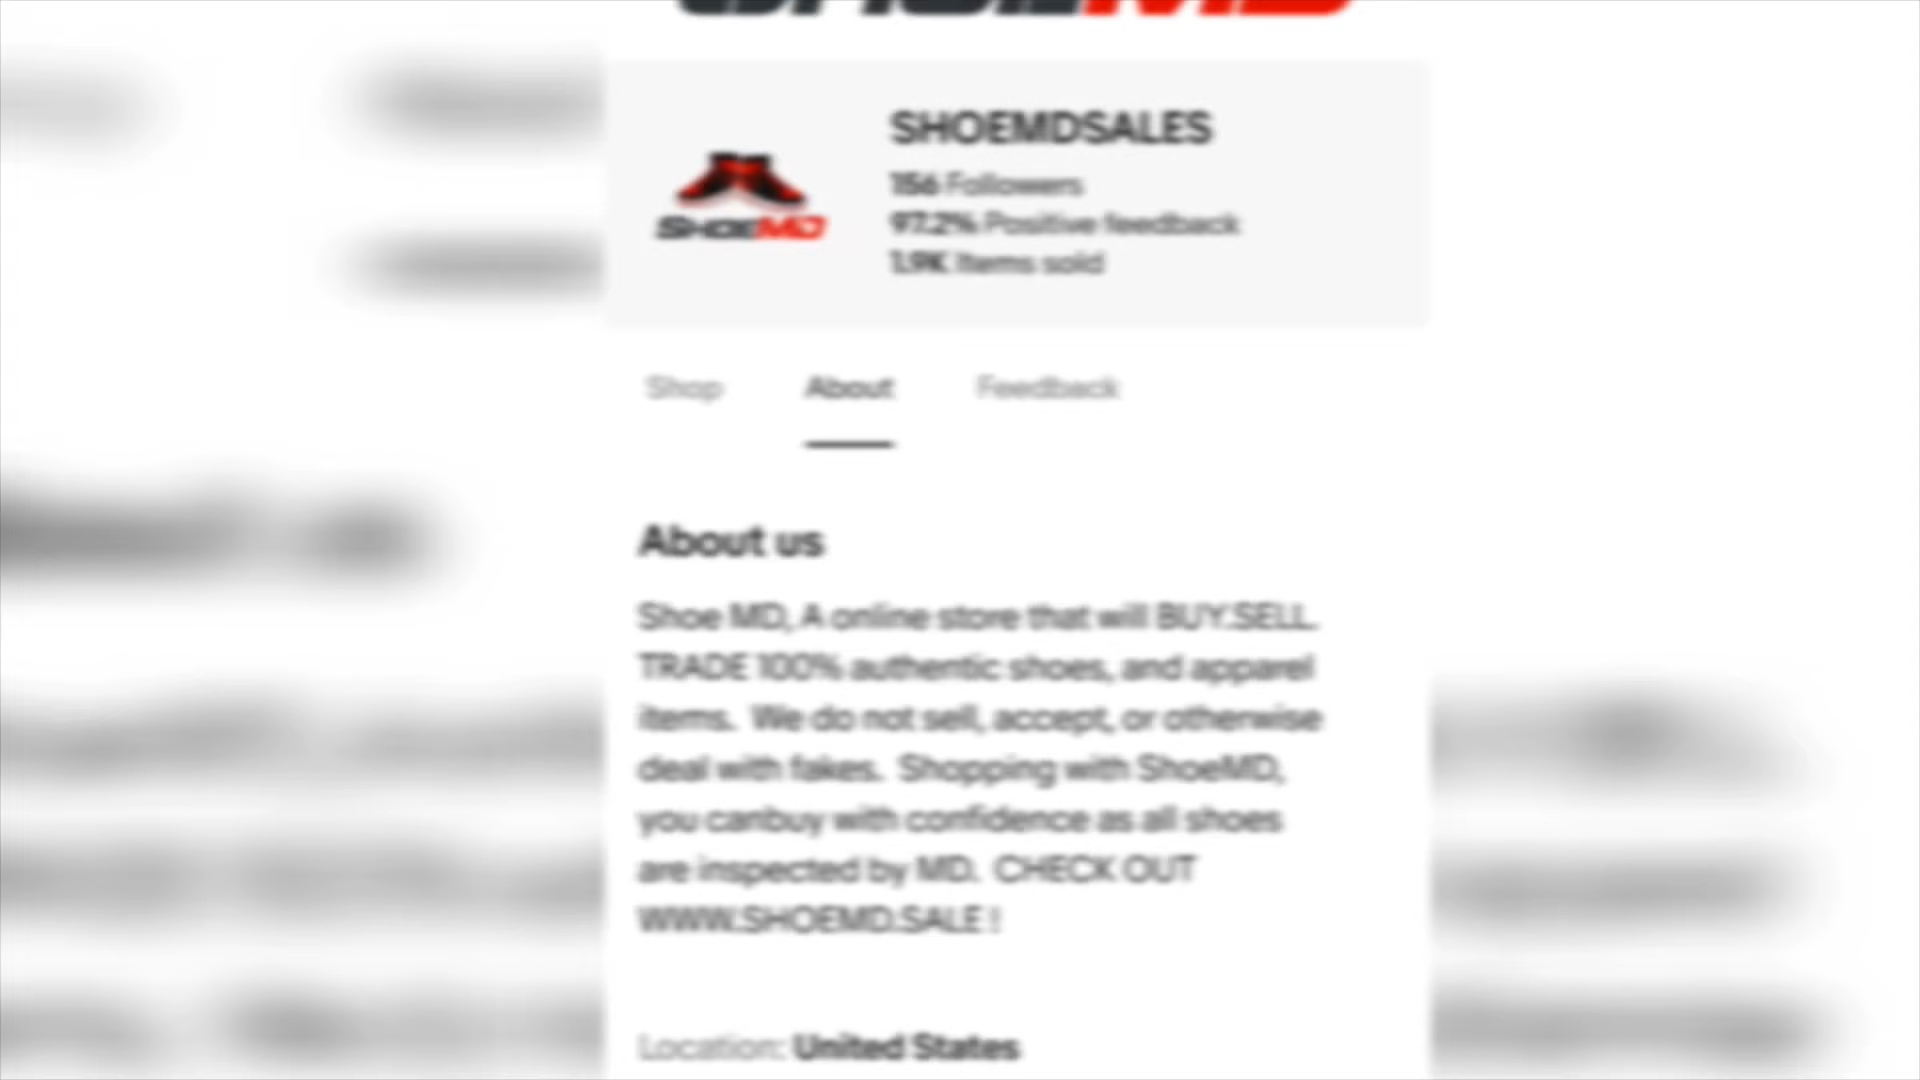 SHOEMDSALES
156 Followers
97.2% Positive feedback
1.9K Items sold
SHOEMD
Shop About Feedback
About us
Shoe MD, A online store that will BUY.SELL.
TRADE 100% authentic shoes, and apparel
items. We do not sell, accept, or otherwise
deal with fakes. Shopping with ShoeMD,
you canbuy with confidence as all shoes
are inspected by MD. CHECK OUT
WWW.SHOEMD.SALE !
Location: United States